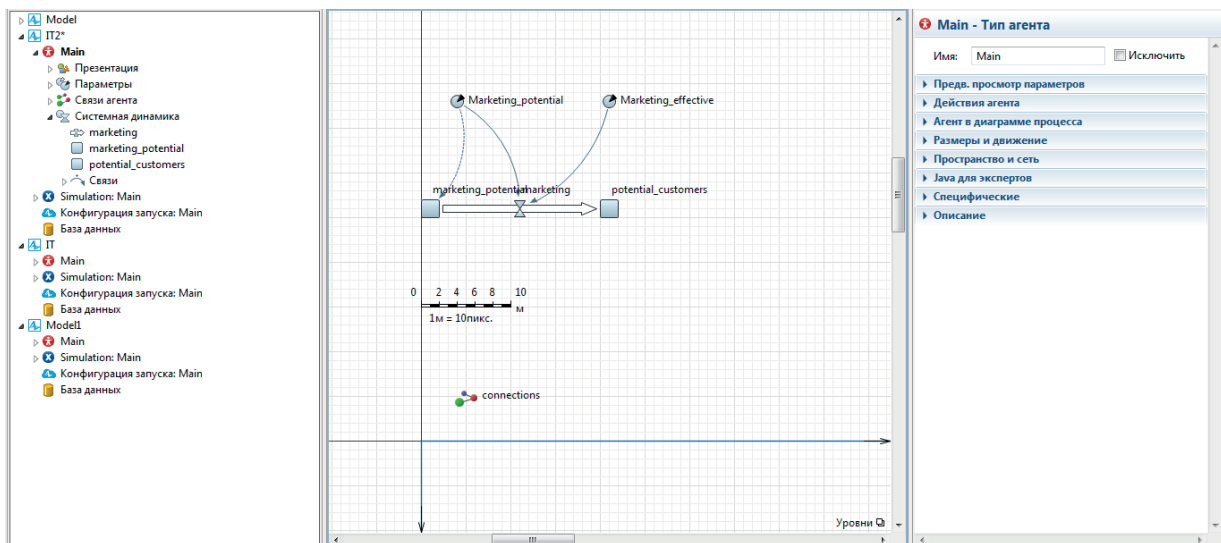 Model
IT2*
Main
Презентация
Параметры
Связи агента
Системная динамика
marketing
marketing_potential
potential_customers
Связи
Simulation: Main
Конфигурация запуска: Main
База данных
IT
Main
Simulation: Main
Конфигурация запуска: Main
База данных
Model1
Main
Simulation: Main
Конфигурация запуска: Main
База данных
Marketing_potential
Marketing_effective
marketing_potential
marketing
potential_customers
0 2 4 6 8 10
м
1м = 10пикс.
connections
Уровни
Main - Тип агента
Имя: Main Исключить
Предв. просмотр параметров
Действия агента
Агент в диаграмме процесса
Размеры и движение
Пространство и сеть
Java для экспертов
Специфические
Описание